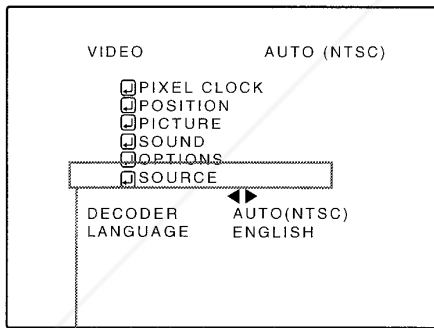 VIDEO AUTO (NTSC)
PIXEL CLOCK
POSITION
PICTURE
SOUND
OPTIONS
SOURCE
DECODER AUTO(NTSC)
LANGUAGE ENGLISH